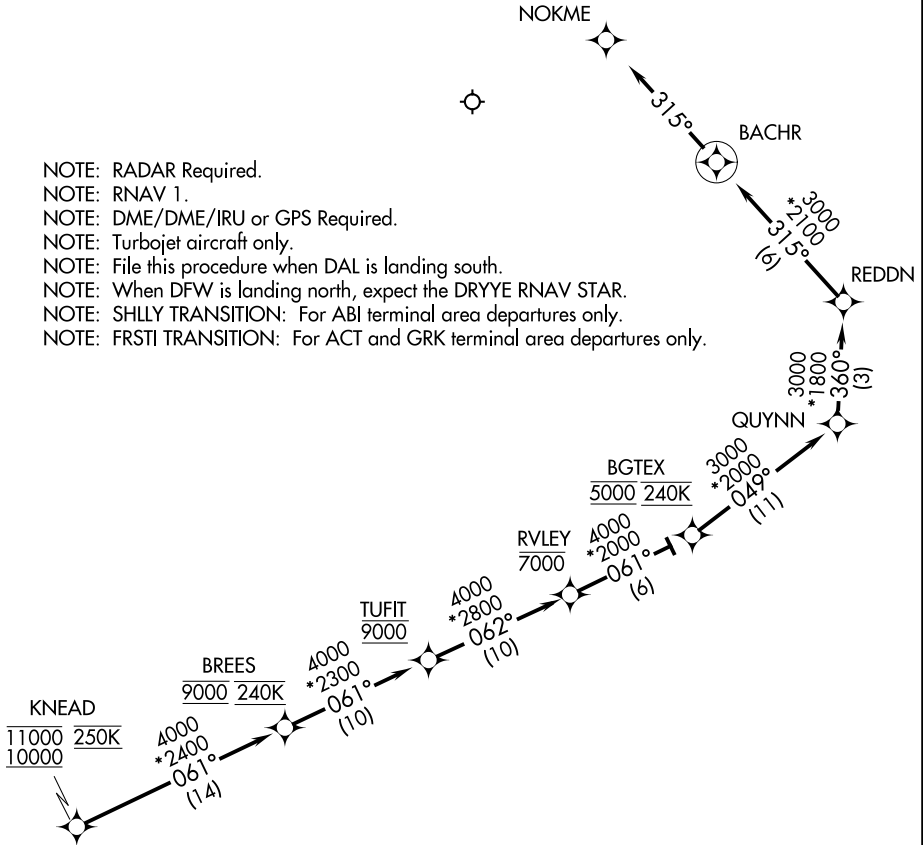 NOKME
315°
BACHR
NOTE: RADAR Required.
NOTE: RNAV 1.
NOTE: DME/DME/IRU or GPS Required.
NOTE: Turbojet aircraft only.
NOTE: File this procedure when DAL is landing south.
NOTE: When DFW is landing north, expect the DRYYE RNAV STAR.
NOTE: SHLLY TRANSITION: For ABI terminal area departures only.
NOTE: FRSTI TRANSITION: For ACT and GRK terminal area departures only.
3000
*2100
315°
(6)
REDDN
3000
*1800
360°
(3)
QUYNN
3000
*2000
049°
(11)
BGTEX
5000 240K
4000
*2000
061°
(6)
RVLEY
7000
4000
*2800
062°
(10)
TUFIT
9000
4000
*2300
061°
(10)
BREES
9000 240K
4000
*2400
061°
(14)
KNEAD
11000 250K
10000